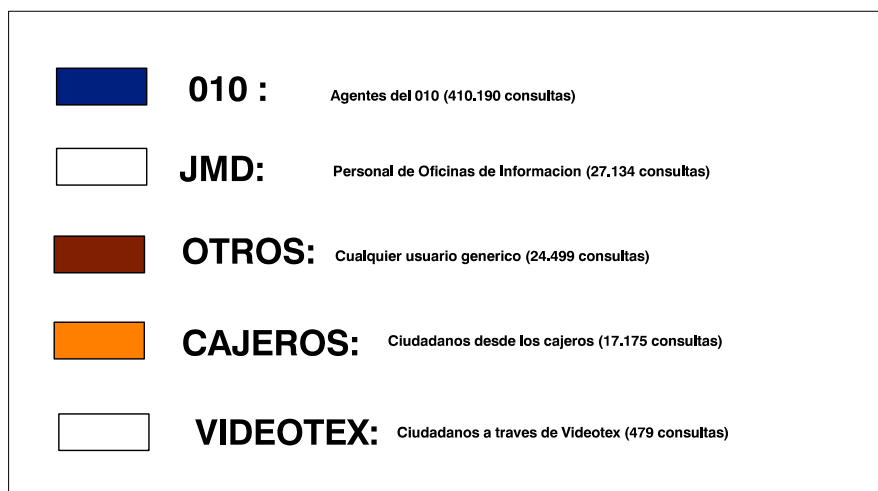 010 : Agentes del 010 (410.190 consultas)
JMD: Personal de Oficinas de Informacion (27.134 consultas)
OTROS: Cualquier usuario generico (24.499 consultas)
CAJEROS: Ciudadanos desde los cajeros (17.175 consultas)
VIDEOTEX: Ciudadanos a traves de Videotex (479 consultas)